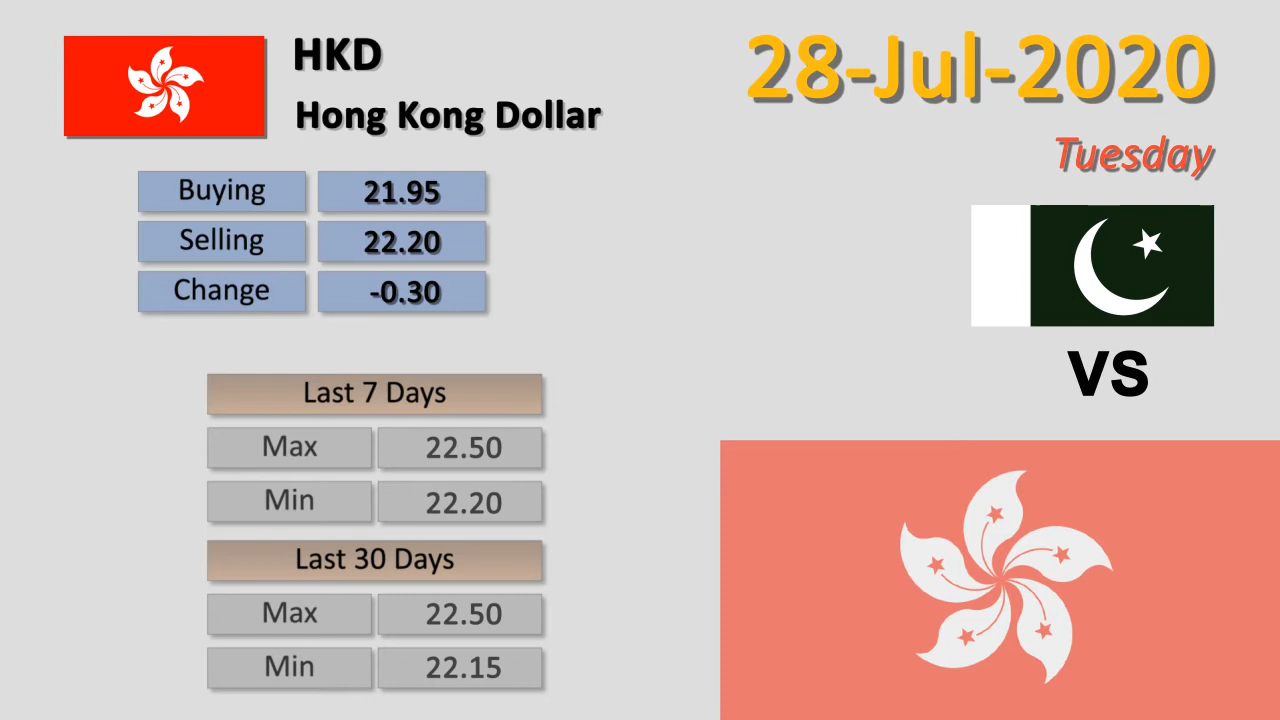 HKD
Hong Kong Dollar
28-Jul-2020
Tuesday
Buying 21.95
Selling 22.20
Change -0.30
VS
Last 7 Days
Max 22.50
Min 22.20
Last 30 Days
Max 22.50
Min 22.15